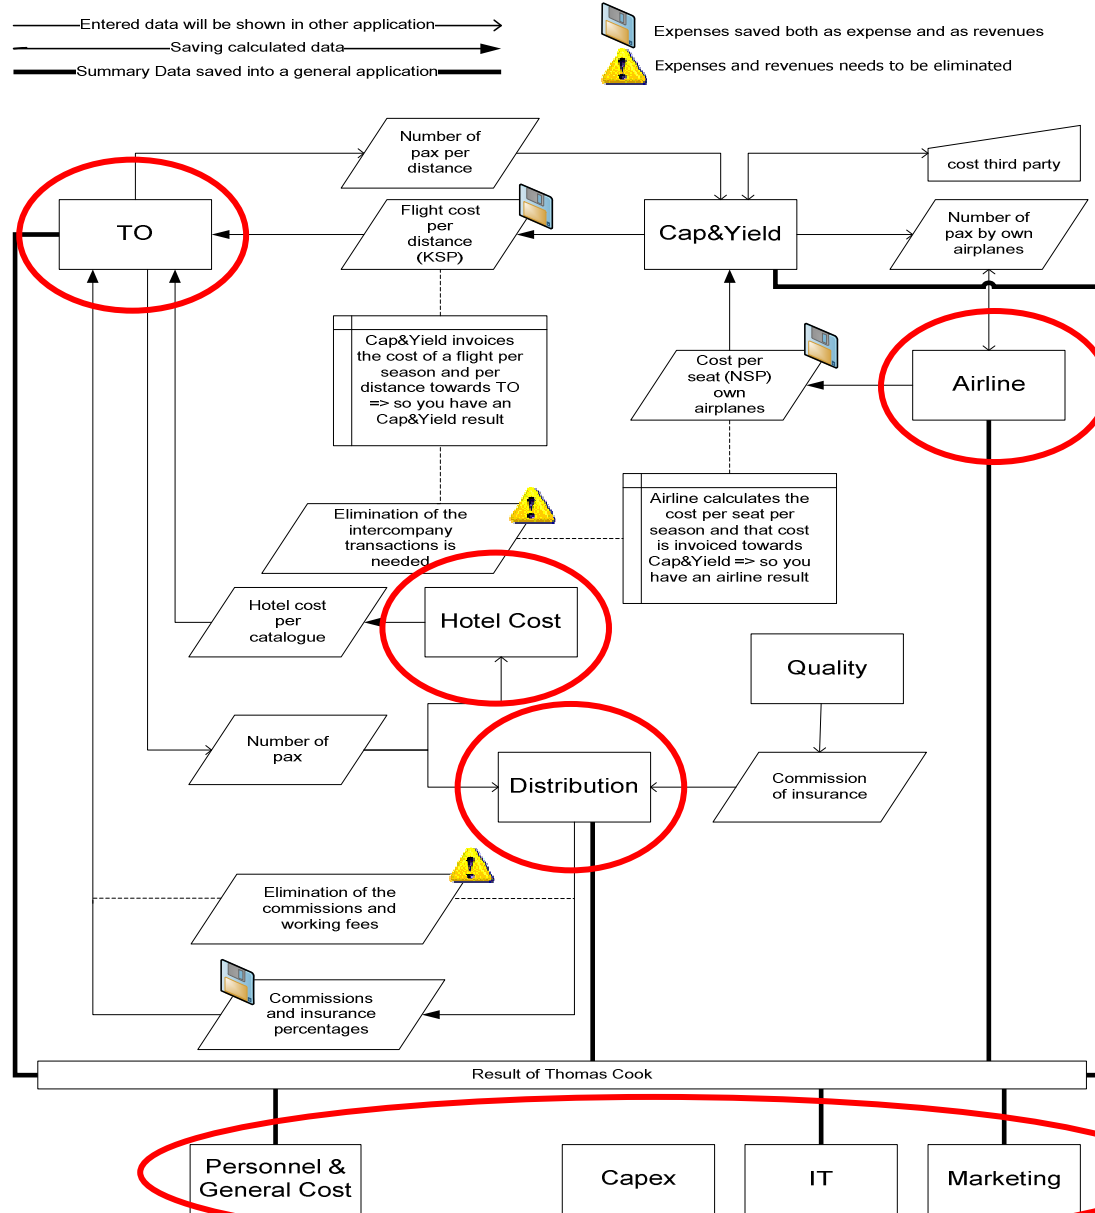 Entered data will be shown in other application
Saving calculated data
Summary Data saved into a general application
Expenses saved both as expense and as revenues
Expenses and revenues needs to be eliminated
Number of
pax per
distance
cost third party
TO
Flight cost
per
distance
(KSP)
Cap&Yield
Number of
pax by own
airplanes
Cap&Yield invoices
the cost of a flight per
season and per
distance towards TO
=> so you have an
Cap&Yield result
Cost per
seat (NSP)
own
airplanes
Airline
Elimination of the
intercompany
transactions is
needed
Airline calculates the
cost per seat per
season and that cost
is invoiced towards
Cap&Yield => so you
have an airline result
Hotel cost
per
catalogue
Hotel Cost
Quality
Number of
pax
Distribution
Commission
of insurance
Elimination of the
commissions and
working fees
Commissions
and insurance
percentages
Result of Thomas Cook
Personnel &
General Cost
Capex
IT
Marketing